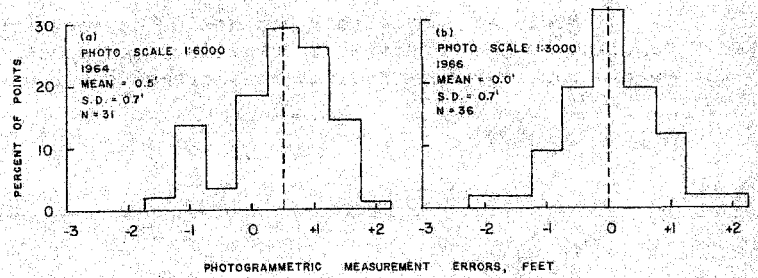 30
20
10
0
PERCENT OF POINTS
(a)
PHOTO SCALE 1:6000
1964
MEAN = 0.5'
S.D. = 0.7'
N = 31
-3 -2 -1 0 +1 +2
(b)
PHOTO SCALE 1:3000
1966
MEAN = 0.0'
S.D. = 0.7'
N = 36
-3 -2 -1 0 +1 +2
PHOTOGRAMMETRIC MEASUREMENT ERRORS, FEET